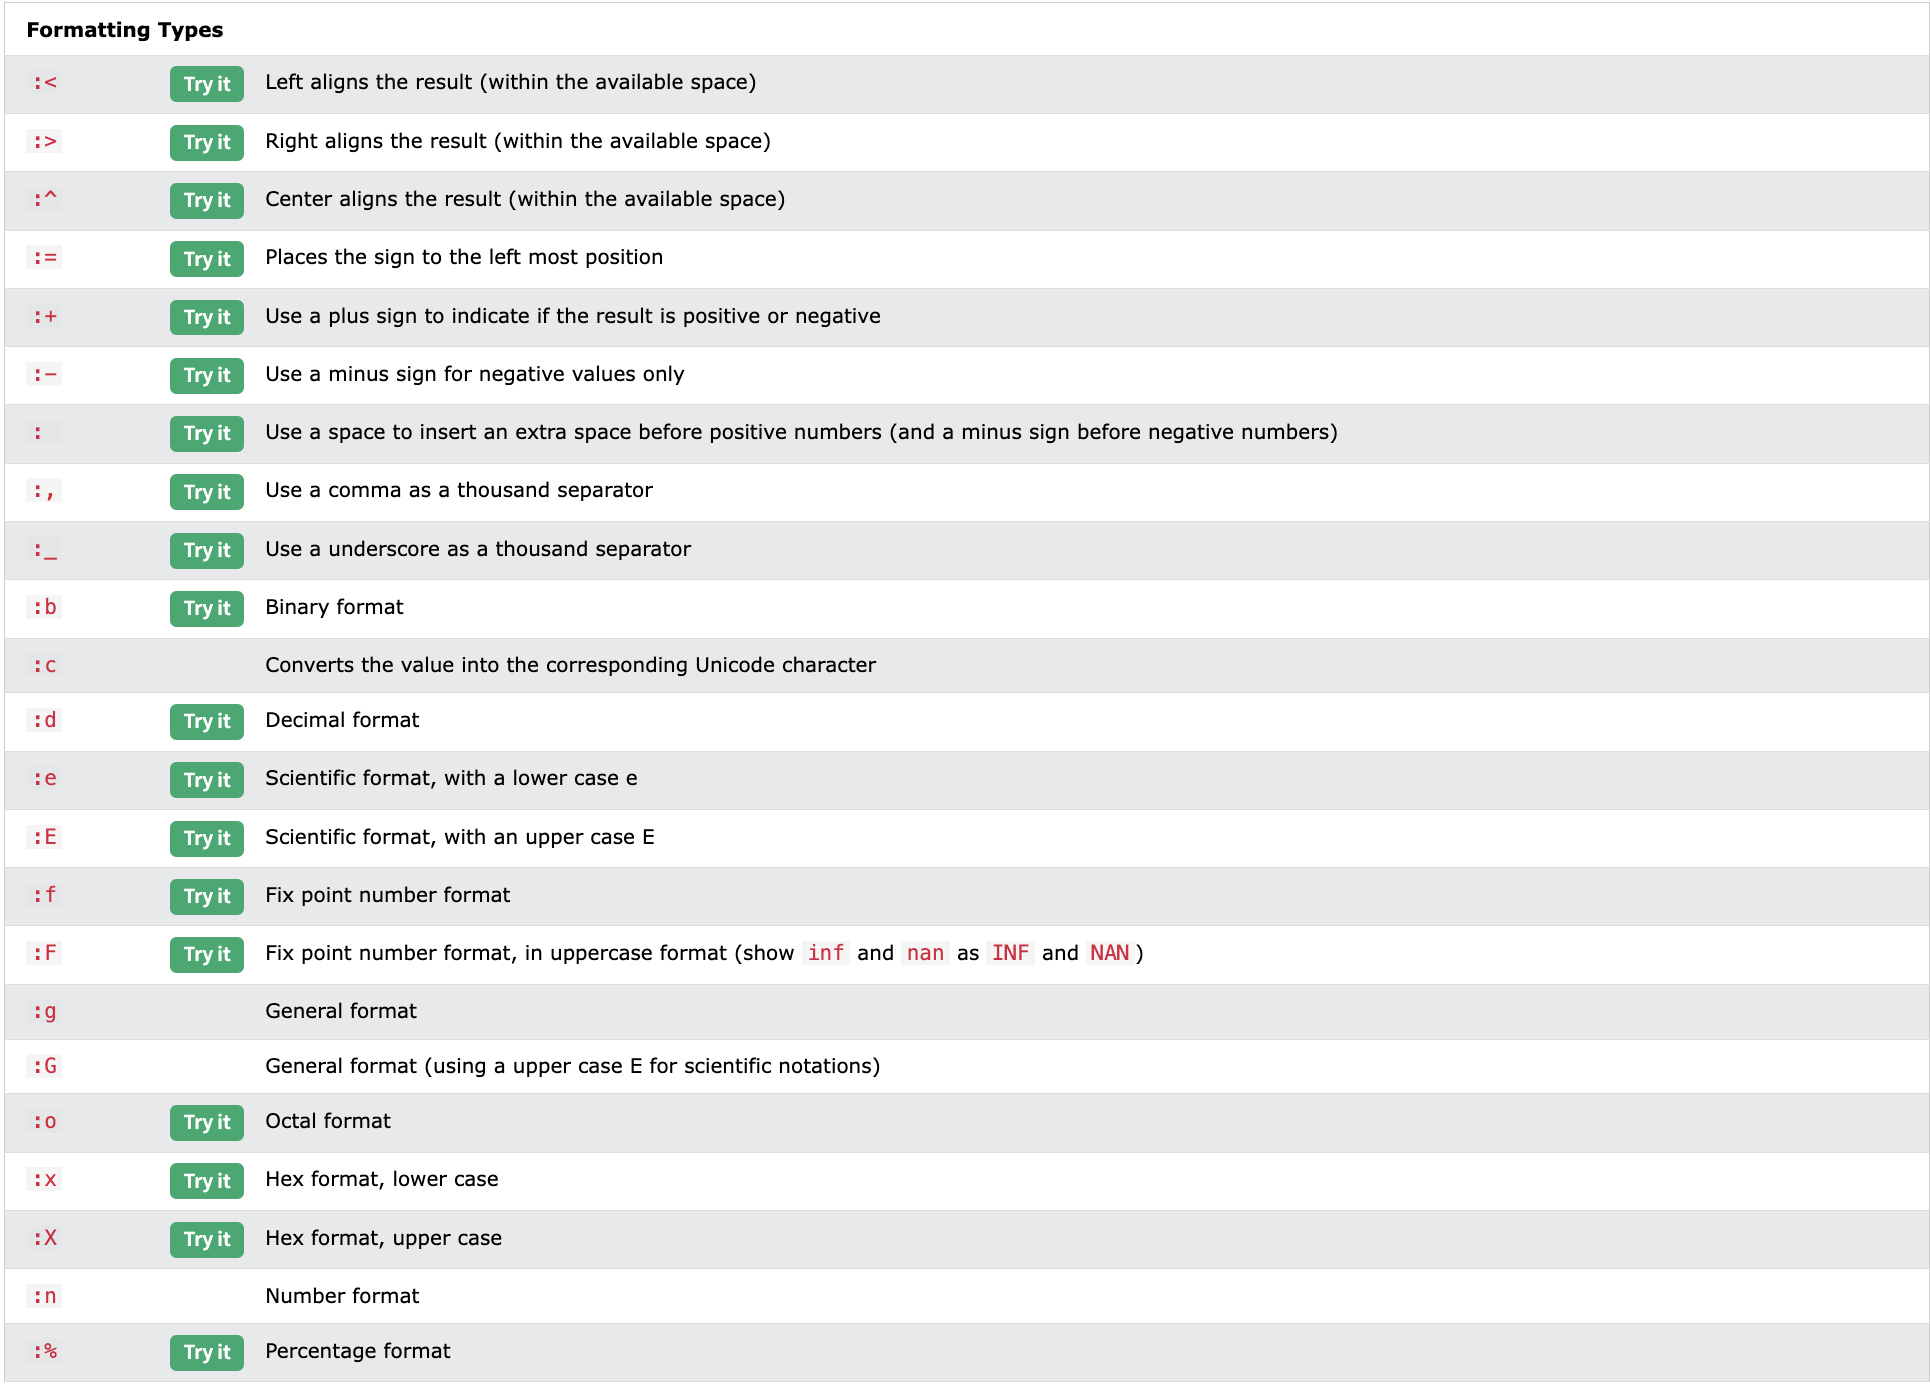 Formatting Types
:< Try it Left aligns the result (within the available space)
:> Try it Right aligns the result (within the available space)
:^ Try it Center aligns the result (within the available space)
:= Try it Places the sign to the left most position
:+ Try it Use a plus sign to indicate if the result is positive or negative
:- Try it Use a minus sign for negative values only
: Try it Use a space to insert an extra space before positive numbers (and a minus sign before negative numbers)
:, Try it Use a comma as a thousand separator
:_ Try it Use a underscore as a thousand separator
:b Try it Binary format
:c Converts the value into the corresponding Unicode character
:d Try it Decimal format
:e Try it Scientific format, with a lower case e
:E Try it Scientific format, with an upper case E
:f Try it Fix point number format
:F Try it Fix point number format, in uppercase format (show inf and nan as INF and NAN)
:g General format
:G General format (using a upper case E for scientific notations)
:o Try it Octal format
:x Try it Hex format, lower case
:X Try it Hex format, upper case
:n Number format
:% Try it Percentage format